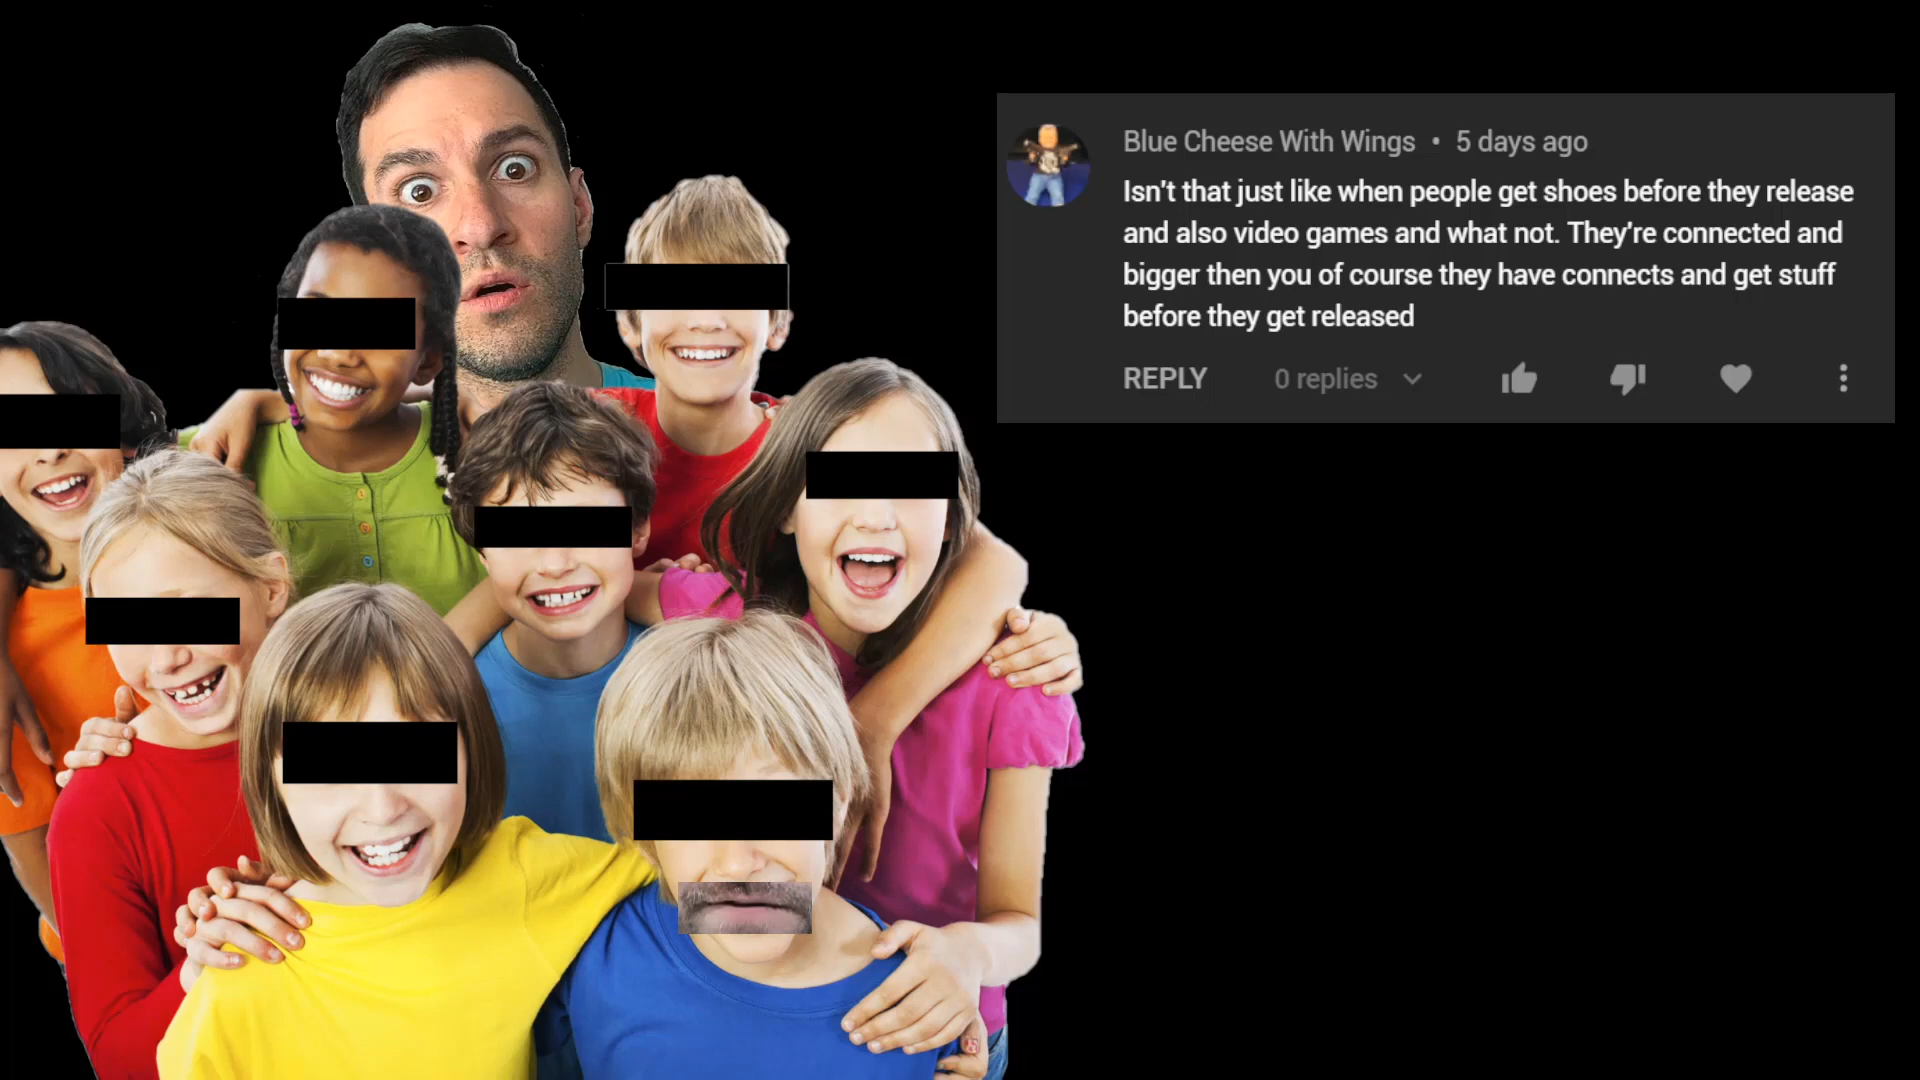 Blue Cheese With Wings • 5 days ago
Isn't that just like when people get shoes before they release
and also video games and what not. They're connected and
bigger then you of course they have connects and get stuff
before they get released
REPLY 0 replies